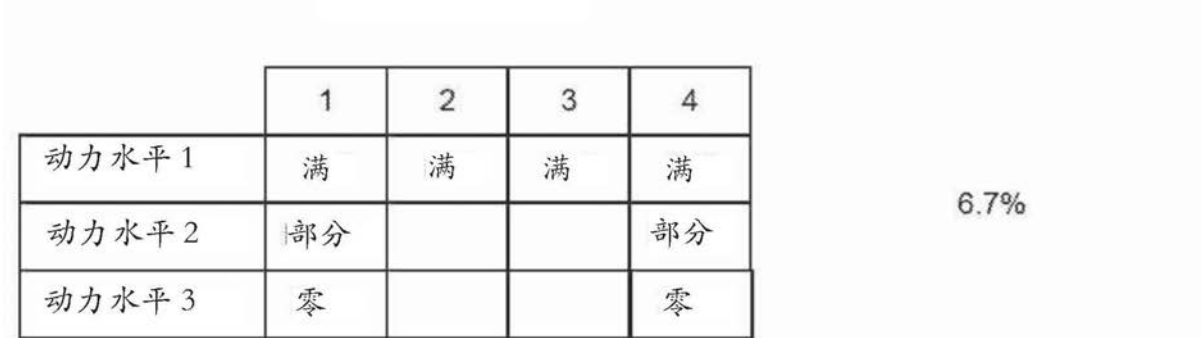 1 2 3 4
动力水平 1 满 满 满 满
6.7%
动力水平 2 部分 部分
动力水平 3 零 零